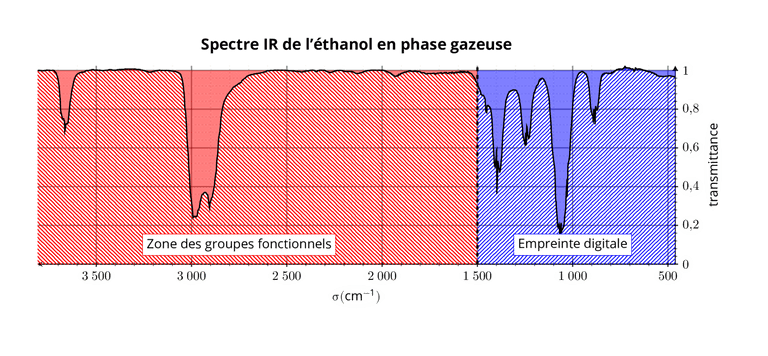 Spectre IR de l’éthanol en phase gazeuse
1
0,8
0,6
0,4
0,2
0
transmittance
Zone des groupes fonctionnels
Empreinte digitale
3 500 3 000 2 500 2 000 1 500 1 000 500
σ(cm⁻¹)